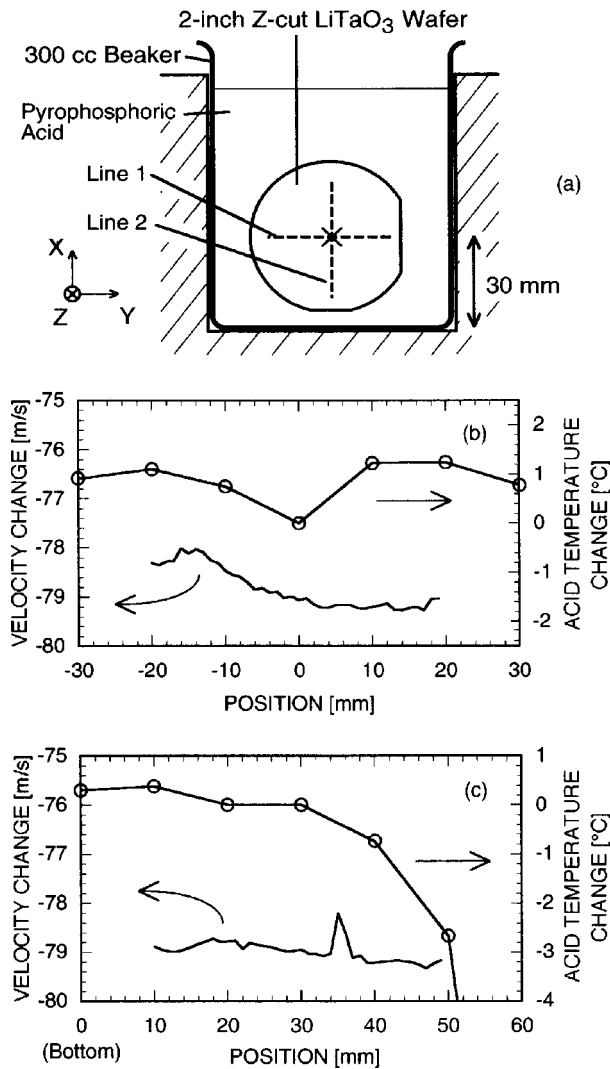 2-inch Z-cut LiTaO3 Wafer
300 cc Beaker
Pyrophosphoric
Acid
Line 1
(a)
Line 2
X
30 mm
Z
Y
-75
2
(b)
-76
1
-77
0
-78
-1
-79
-2
-80
VELOCITY CHANGE [m/s]
ACID TEMPERATURE
CHANGE [°C]
-30
-20
-10
0
10
20
30
POSITION [mm]
-75
1
(c)
-76
0
-77
-1
-78
-2
-79
-3
-80
-4
VELOCITY CHANGE [m/s]
ACID TEMPERATURE
CHANGE [°C]
0
10
20
30
40
50
60
(Bottom)
POSITION [mm]